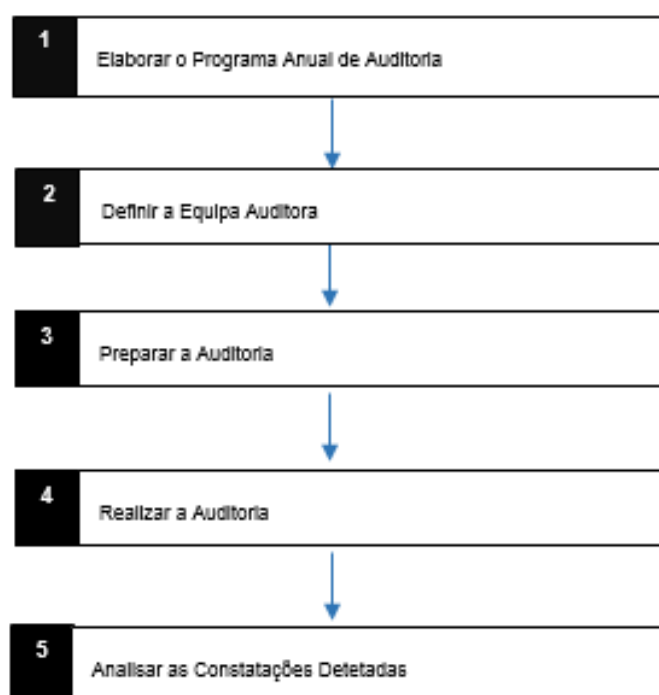 1
Elaborar o Programa Anual de Auditoria
2
Definir a Equipa Auditora
3
Preparar a Auditoria
4
Realizar a Auditoria
5
Analisar as Constatações Detetadas